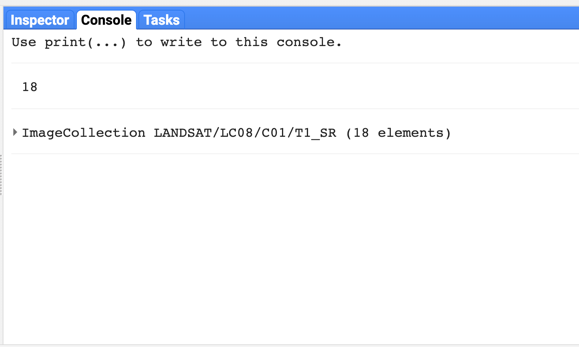 Inspector Console Tasks
Use print(...) to write to this console.
18
ImageCollection LANDSAT/LC08/C01/T1_SR (18 elements)